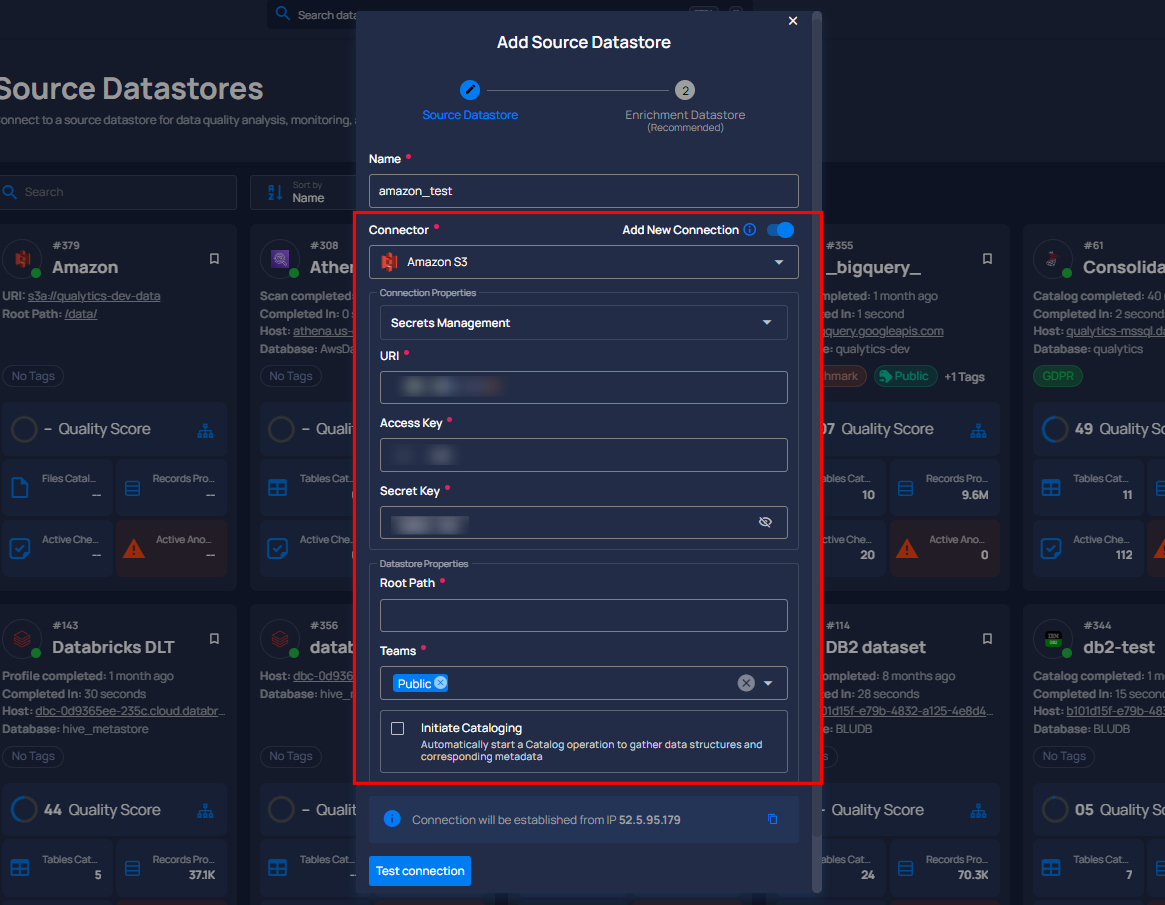 Search data
Source Datastores
onnect to a source datastore for data quality analysis, monitoring,
Search
Sort by
Name
#379
Amazon
URI: s3a://qualytics-dev-data
Root Path: /data/
No Tags
– Quality Score
Files Catal...
--
Records Pro...
--
Active Che...
--
Active Ano...
--
#308
Athen
Scan completed:
Completed In: 0 s
Host: athena.us-
Database: AwsDa
No Tags
– Quali
Tables Cat
Active Che
#355
_bigquery_
mpleted: 1 month ago
ed In: 1 second
query.googleapis.com
e: qualytics-dev
hmark
Public
+1 Tags
07 Quality Score
ables Cat...
10
Records Pro...
9.6M
ctive Che...
20
Active Ano...
0
#61
Consolida
Catalog completed: 40
Completed In: 2 second
Host: qualytics-mssql.da
Database: qualytics
GDPR
49 Quality Sc
Tables Cat...
11
Active Che...
112
#143
Databricks DLT
Profile completed: 1 month ago
Completed In: 30 seconds
Host: dbc-0d9365ee-235c.cloud.databr...
Database: hive_metastore
No Tags
44 Quality Score
Tables Cat...
5
Records Pro...
37.1K
#356
datab
Host: dbc-0d936
Database: hive_r
No Tags
– Quali
Tables Cat
#114
DB2 dataset
completed: 8 months ago
ed In: 28 seconds
101d15f-e79b-4832-a125-4e8d4...
e: BLUDB
s
- Quality Score
ables Cat...
24
Records Pro...
70.3K
#344
db2-test
Catalog completed: 1 m
Completed In: 15 secon
Host: b101d15f-e79b-483
Database: BLUDB
No Tags
05 Quality Sc
Tables Cat...
7
Add Source Datastore
2
Source Datastore
Enrichment Datastore
(Recommended)
Name •
amazon_test
Connector •
Add New Connection
Amazon S3
Connection Properties
Secrets Management
URI •
Access Key •
Secret Key •
Datastore Properties
Root Path •
Teams •
Public
Initiate Cataloging
Automatically start a Catalog operation to gather data structures and
corresponding metadata
Connection will be established from IP 52.5.95.179
Test connection